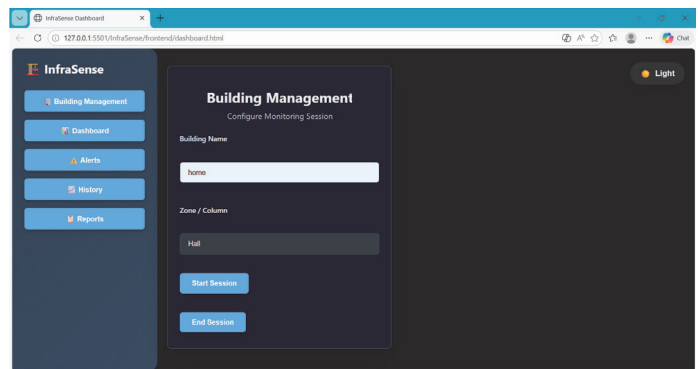 InfraSense Dashboard
127.0.0.1:5501/InfraSense/frontend/dashboard.html
Chat
InfraSense
Building Management
Dashboard
Alerts
History
Reports
Light
Building Management
Configure Monitoring Session
Building Name
home
Zone / Column
Hall
Start Session
End Session